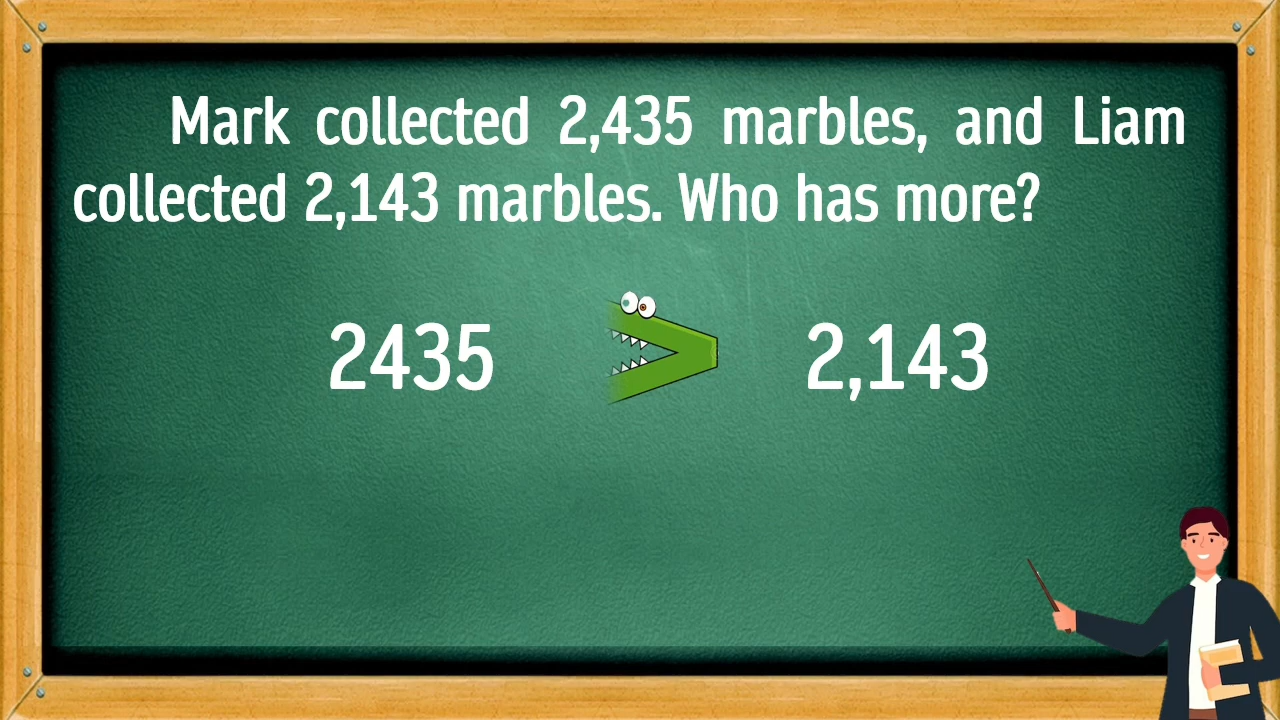 Mark collected 2,435 marbles, and Liam
collected 2,143 marbles. Who has more?
2435 > 2,143